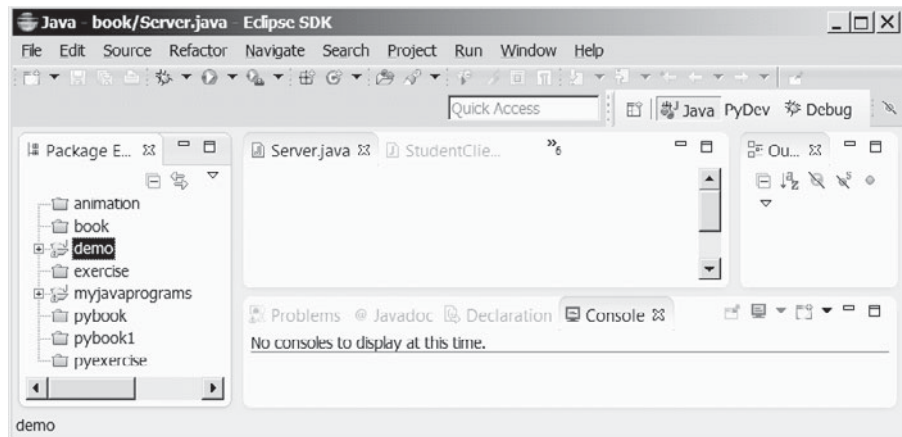 Java - book/Server.java - Eclipse SDK
File Edit Source Refactor Navigate Search Project Run Window Help
Quick Access
Java PyDev Debug
Package E...
Server.java StudentClie... »6
Ou...
animation
book
demo
exercise
myjavaprograms
pybook
pybook1
pyexercise
Problems @ Javadoc Declaration Console
No consoles to display at this time.
demo